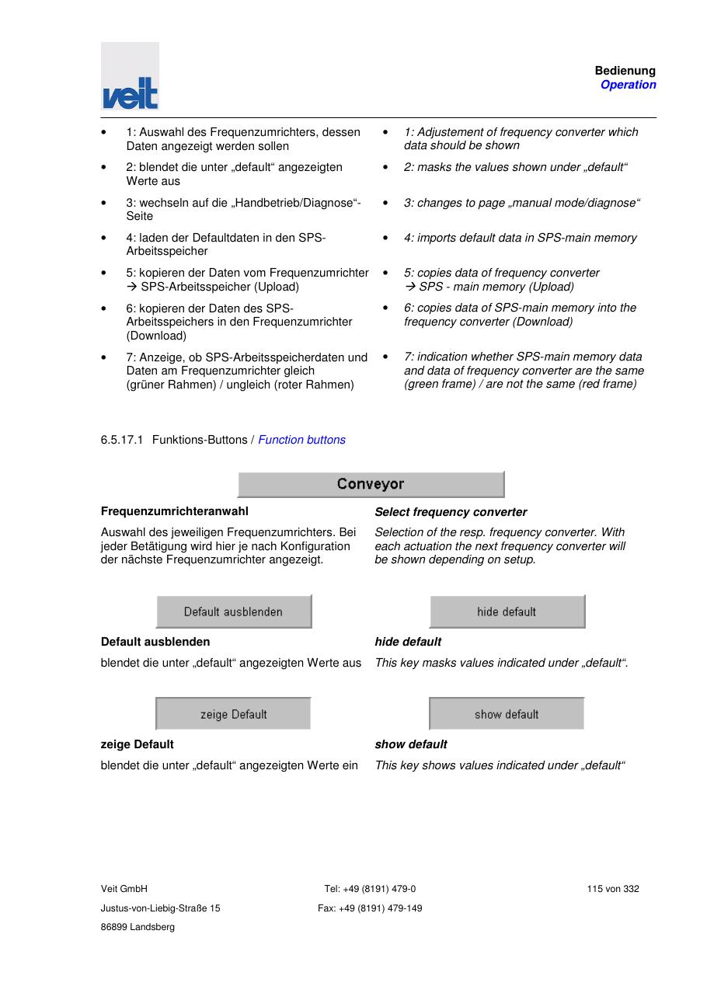 veit
Bedienung
Operation
• 1: Auswahl des Frequenzumrichters, dessen
Daten angezeigt werden sollen
• 1: Adjustement of frequency converter which
data should be shown
• 2: blendet die unter „default“ angezeigten
Werte aus
• 2: masks the values shown under „default“
• 3: wechseln auf die „Handbetrieb/Diagnose“-
Seite
• 3: changes to page „manual mode/diagnose“
• 4: laden der Defaultdaten in den SPS-
Arbeitsspeicher
• 4: imports default data in SPS-main memory
• 5: kopieren der Daten vom Frequenzumrichter
→ SPS-Arbeitsspeicher (Upload)
• 5: copies data of frequency converter
→ SPS - main memory (Upload)
• 6: kopieren der Daten des SPS-
Arbeitsspeichers in den Frequenzumrichter
(Download)
• 6: copies data of SPS-main memory into the
frequency converter (Download)
• 7: Anzeige, ob SPS-Arbeitsspeicherdaten und
Daten am Frequenzumrichter gleich
(grüner Rahmen) / ungleich (roter Rahmen)
• 7: indication whether SPS-main memory data
and data of frequency converter are the same
(green frame) / are not the same (red frame)
6.5.17.1 Funktions-Buttons / Function buttons
Conveyor
Frequenzumrichteranwahl
Auswahl des jeweiligen Frequenzumrichters. Bei
jeder Betätigung wird hier je nach Konfiguration
der nächste Frequenzumrichter angezeigt.
Select frequency converter
Selection of the resp. frequency converter. With
each actuation the next frequency converter will
be shown depending on setup.
Default ausblenden
hide default
Default ausblenden
blendet die unter „default“ angezeigten Werte aus
hide default
This key masks values indicated under „default“.
zeige Default
show default
zeige Default
blendet die unter „default“ angezeigten Werte ein
show default
This key shows values indicated under „default“
Veit GmbH
Tel: +49 (8191) 479-0
115 von 332
Justus-von-Liebig-Straße 15
Fax: +49 (8191) 479-149
86899 Landsberg